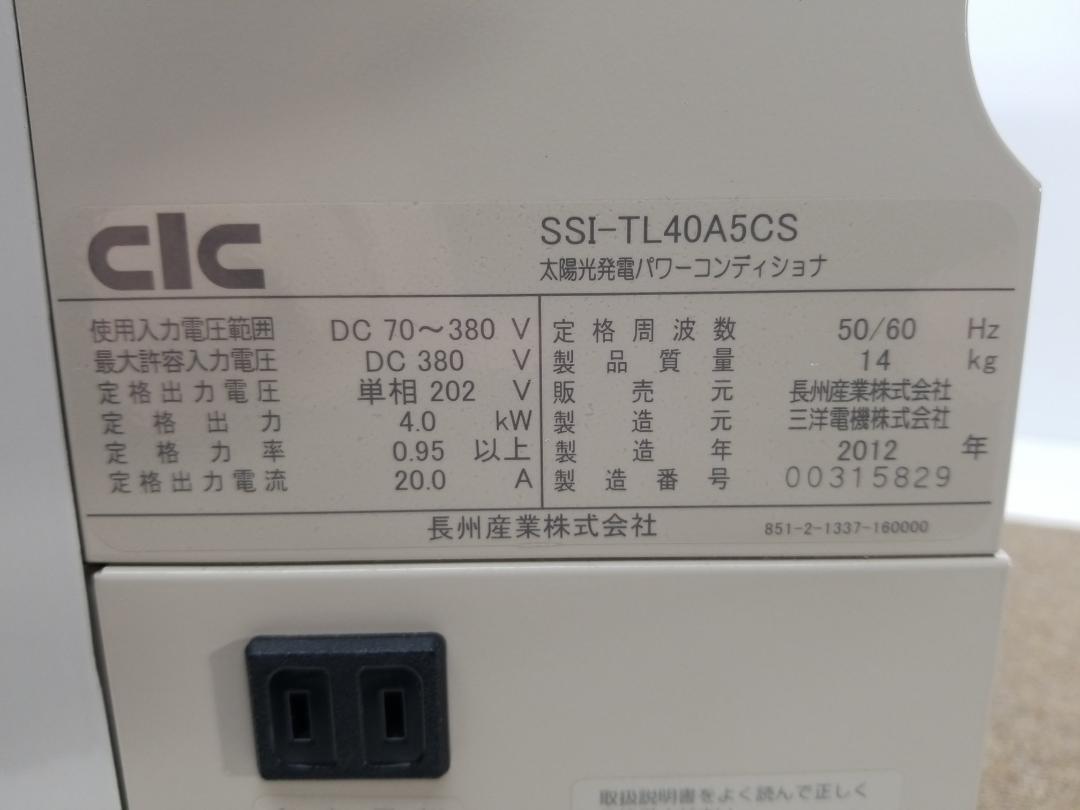 CIC
SSI-TL40A5CS
太陽光発電パワーコンディショナ
使用入力電圧範囲 DC 70～380 V
最大許容入力電圧 DC 380 V
定格出力電圧 単相 202 V
定格出力 4.0 kW
定格力率 0.95 以上
定格出力電流 20.0 A
定格周波数 50/60 Hz
製品質量 14 kg
販売元 長州産業株式会社
製造元 三洋電機株式会社
製造年 2012 年
製造番号 00315829
長州産業株式会社 851-2-1337-160000
取扱説明書をよく読んで正しく